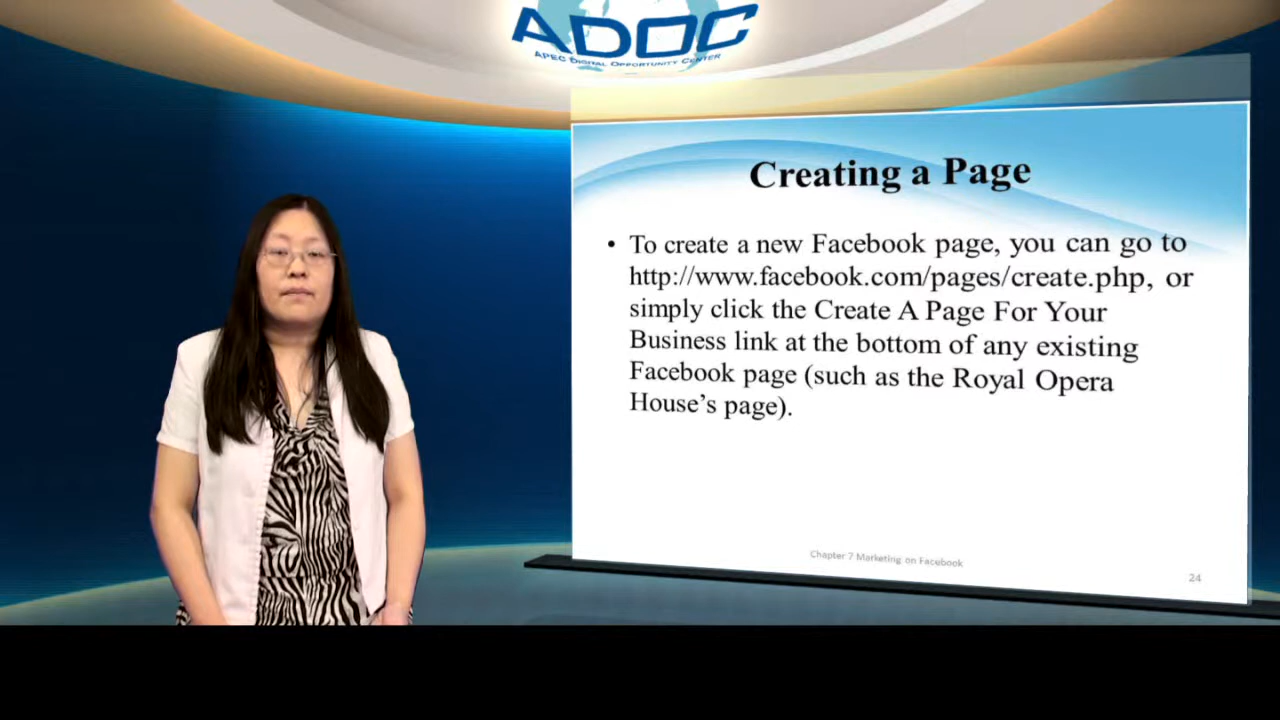 ADOC
APEC DIGITAL OPPORTUNITY CENTER
Creating a Page
• To create a new Facebook page, you can go to
http://www.facebook.com/pages/create.php, or
simply click the Create A Page For Your
Business link at the bottom of any existing
Facebook page (such as the Royal Opera
House’s page).
Chapter 7 Marketing on Facebook
24